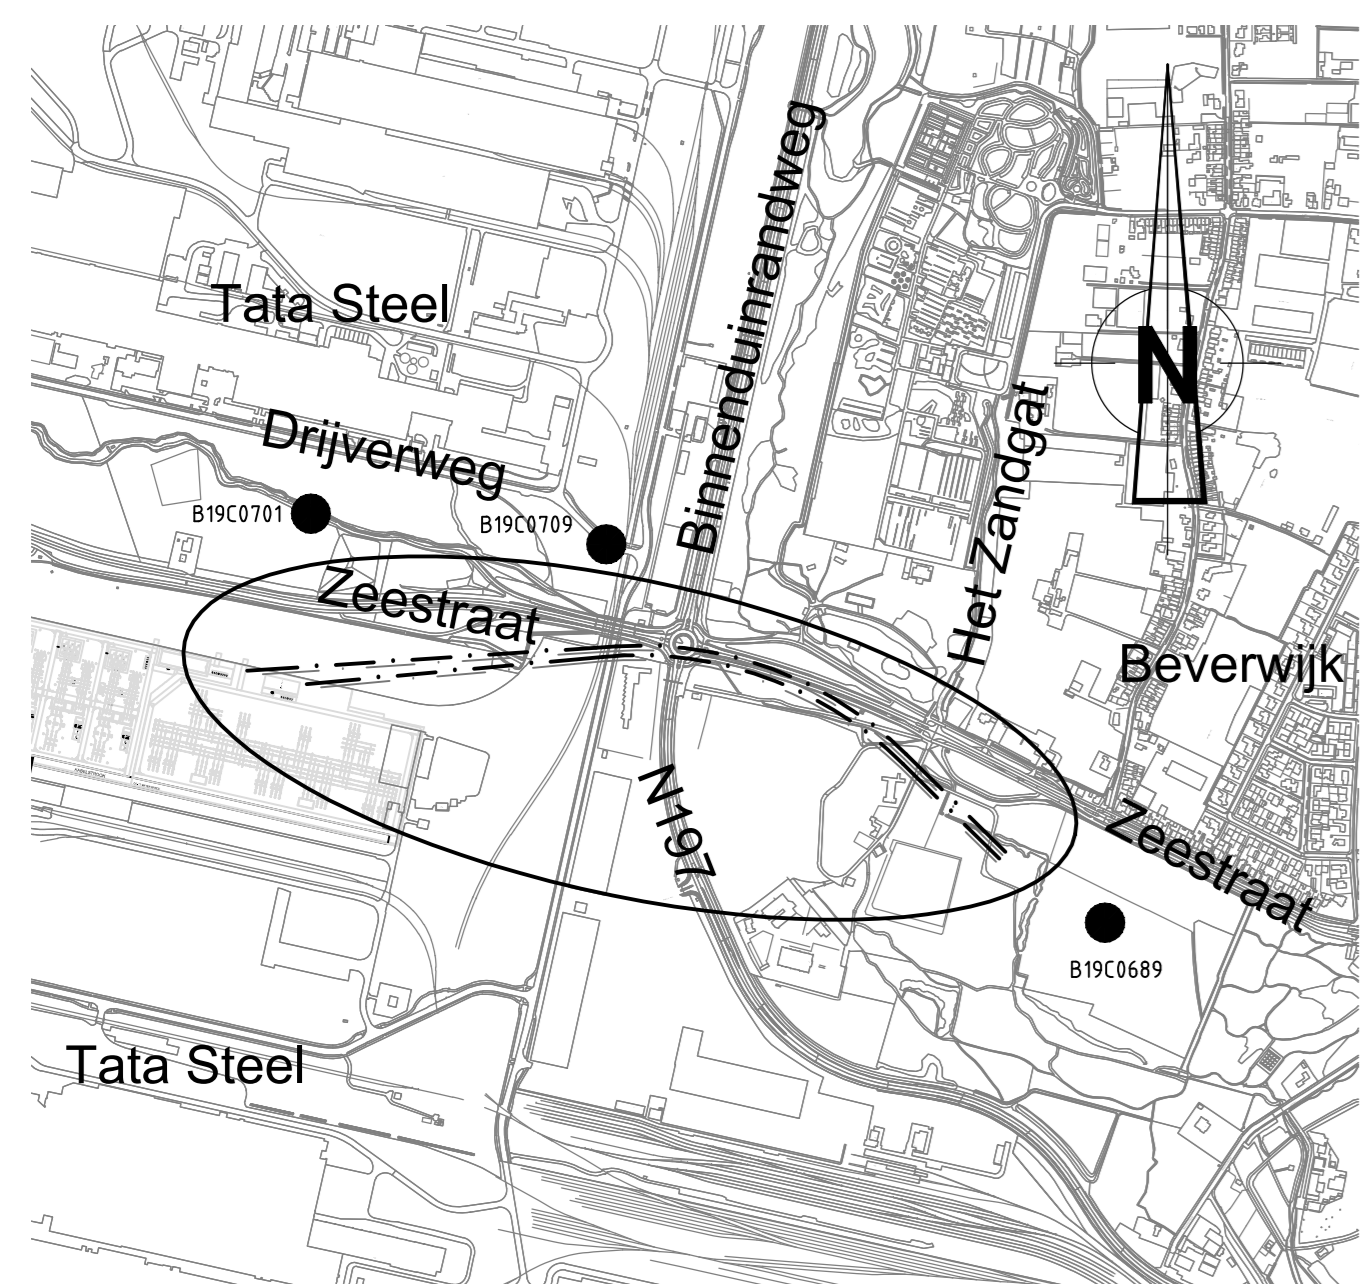 Binnenduinrandweg
Tata Steel
N
Drijverweg
Het Zandgat
B19C0701
B19C0709
Zeestraat
Beverwijk
N197
Zeestraat
B19C0689
Tata Steel